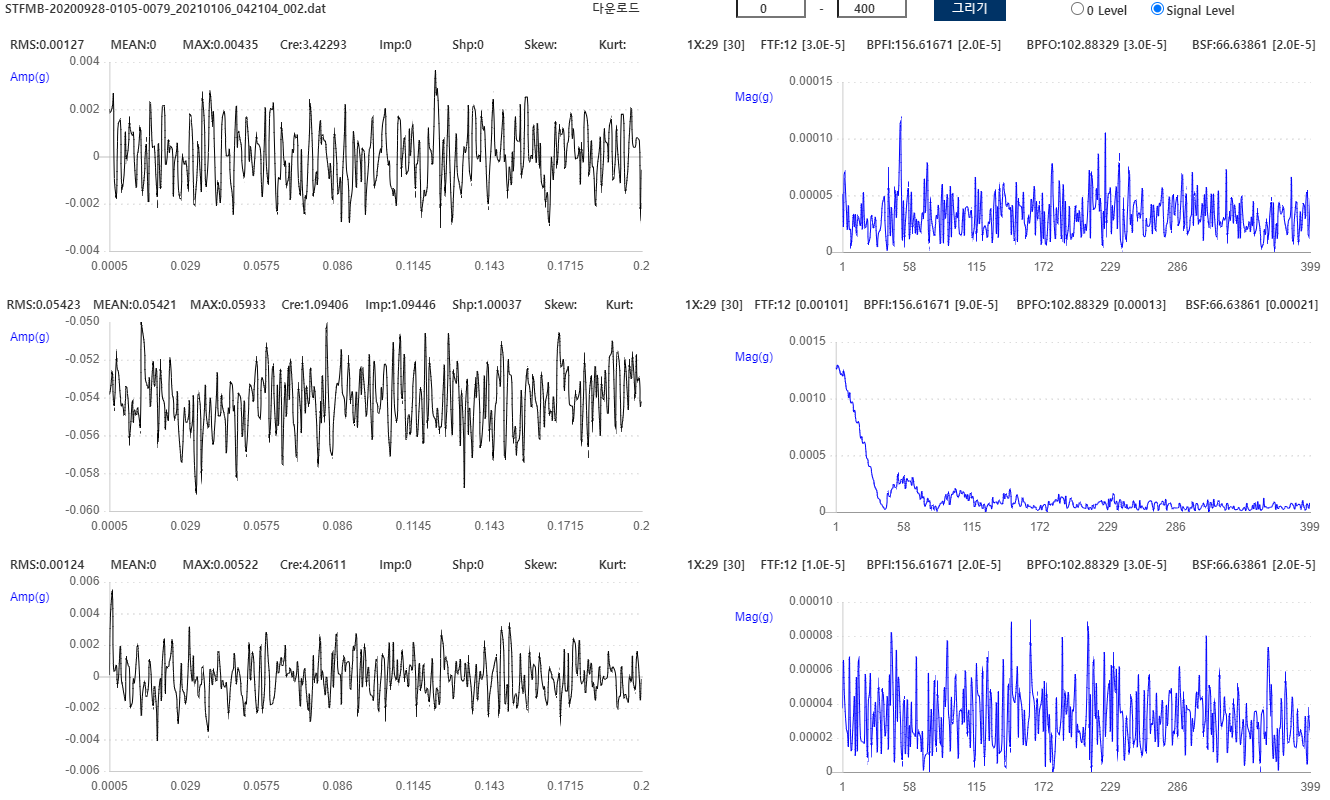 STFMB-20200928-0105-0079_20210106_042104_002.dat 다운로드 0 - 400 그리기 0 Level Signal Level
RMS:0.00127 MEAN:0 MAX:0.00435 Cre:3.42293 Imp:0 Shp:0 Skew: Kurt:
Amp(g)
0.004
0.002
0
-0.002
-0.004
0.0005 0.029 0.0575 0.086 0.1145 0.143 0.1715 0.2
1X:29 [30] FTF:12 [3.0E-5] BPFI:156.61671 [2.0E-5] BPFO:102.88329 [3.0E-5] BSF:66.63861 [2.0E-5]
Mag(g)
0.00015
0.00010
0.00005
0
1 58 115 172 229 286 399
RMS:0.05423 MEAN:0.05421 MAX:0.05933 Cre:1.09406 Imp:1.09446 Shp:1.00037 Skew: Kurt:
Amp(g)
-0.050
-0.052
-0.054
-0.056
-0.058
-0.060
0.0005 0.029 0.0575 0.086 0.1145 0.143 0.1715 0.2
1X:29 [30] FTF:12 [0.00101] BPFI:156.61671 [9.0E-5] BPFO:102.88329 [0.00013] BSF:66.63861 [0.00021]
Mag(g)
0.0015
0.0010
0.0005
0
1 58 115 172 229 286 399
RMS:0.00124 MEAN:0 MAX:0.00522 Cre:4.20611 Imp:0 Shp:0 Skew: Kurt:
Amp(g)
0.006
0.004
0.002
0
-0.002
-0.004
-0.006
0.0005 0.029 0.0575 0.086 0.1145 0.143 0.1715 0.2
1X:29 [30] FTF:12 [1.0E-5] BPFI:156.61671 [2.0E-5] BPFO:102.88329 [3.0E-5] BSF:66.63861 [2.0E-5]
Mag(g)
0.00010
0.00008
0.00006
0.00004
0.00002
0
1 58 115 172 229 286 399